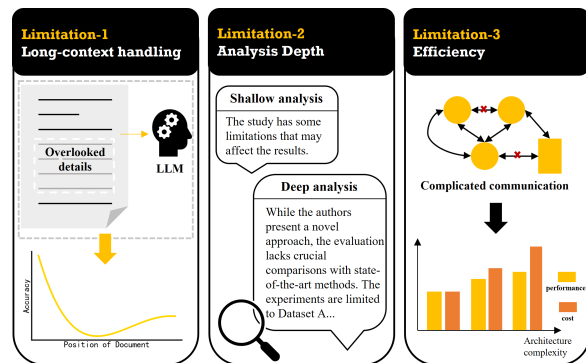 Limitation-1
Long-context handling
Overlooked
details
LLM
Accuracy
Position of Document
Limitation-2
Analysis Depth
Shallow analysis
The study has some
limitations that may
affect the results.
Deep analysis
While the authors
present a novel
approach, the evaluation
lacks crucial
comparisons with state-
of-the-art methods. The
experiments are limited
to Dataset A...
Limitation-3
Efficiency
Complicated communication
performance
cost
Architecture
complexity